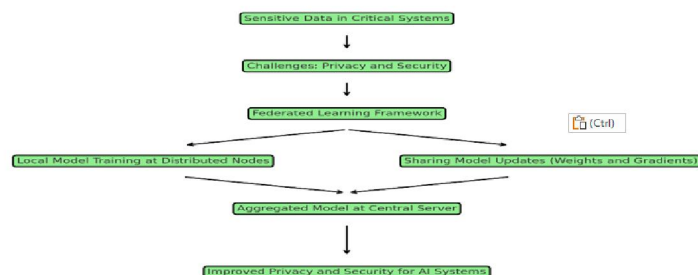 Sensitive Data in Critical Systems
Challenges: Privacy and Security
Federated Learning Framework
(Ctrl)
Local Model Training at Distributed Nodes
Sharing Model Updates (Weights and Gradients)
Aggregated Model at Central Server
Improved Privacy and Security for AI Systems